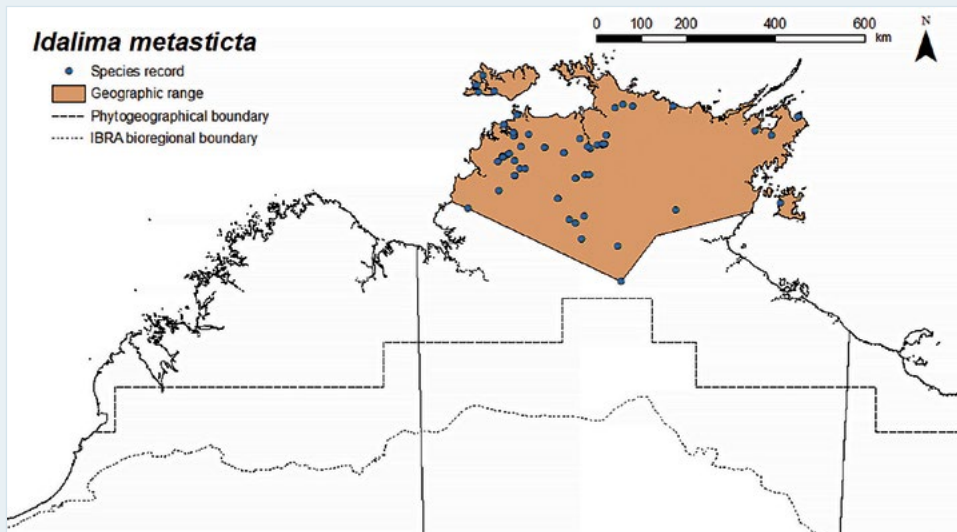 Idalima metasticta
Species record
Geographic range
Phytogeographical boundary
IBRA bioregional boundary
0 100 200 400 600
km
N